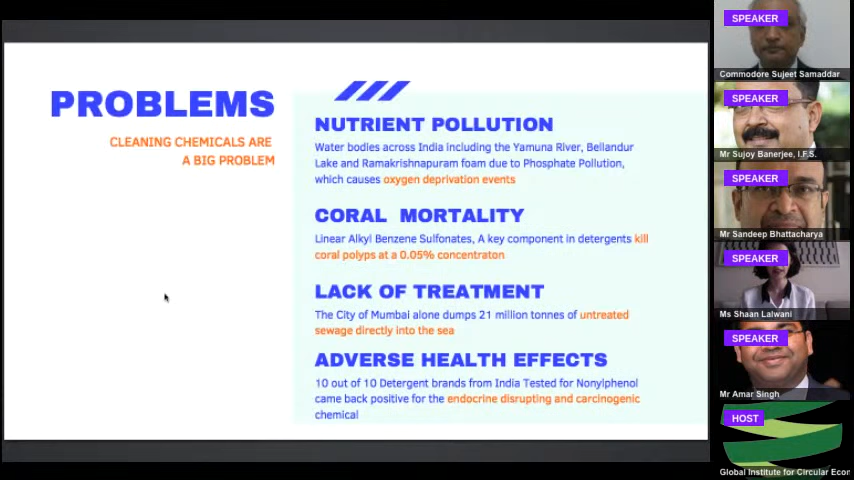 PROBLEMS
CLEANING CHEMICALS ARE
A BIG PROBLEM
NUTRIENT POLLUTION
Water bodies across India including the Yamuna River, Bellandur
Lake and Ramakrishnapuram foam due to Phosphate Pollution,
which causes oxygen deprivation events
CORAL MORTALITY
Linear Alkyl Benzene Sulfonates, A key component in detergents kill
coral polyps at a 0.05% concentraton
LACK OF TREATMENT
The City of Mumbai alone dumps 21 million tonnes of untreated
sewage directly into the sea
ADVERSE HEALTH EFFECTS
10 out of 10 Detergent brands from India Tested for Nonylphenol
came back positive for the endocrine disrupting and carcinogenic
chemical
SPEAKER
Commodore Sujeet Samaddar
SPEAKER
Mr Sujoy Banerjee, I.F.S.
SPEAKER
Mr Sandeep Bhattacharya
SPEAKER
Ms Shaan Lalwani
SPEAKER
Mr Amar Singh
HOST
Global Institute for Circular Econ